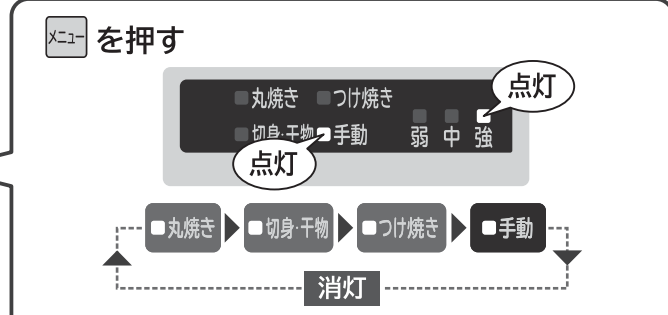 メニュー を押す
丸焼き つけ焼き 点灯
切身・干物 手動 弱 中 強
点灯
丸焼き 切身・干物 つけ焼き 手動
消灯